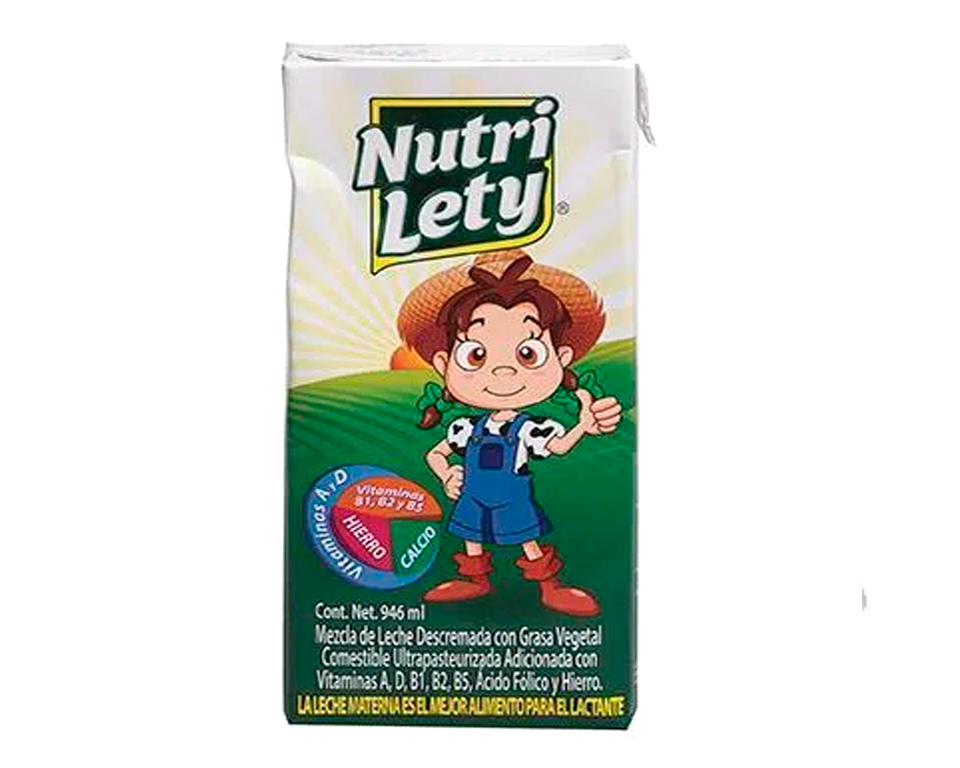 Nutri
Lety
®
Vitaminas A y D
Vitaminas
B1, B2 y B5
HIERRO
CALCIO
Cont. Net. 946 ml
Mezcla de Leche Descremada con Grasa Vegetal
Comestible Ultrapasteurizada Adicionada con
Vitaminas A, D, B1, B2, B5, Ácido Fólico y Hierro.
LA LECHE MATERNA ES EL MEJOR ALIMENTO PARA EL LACTANTE